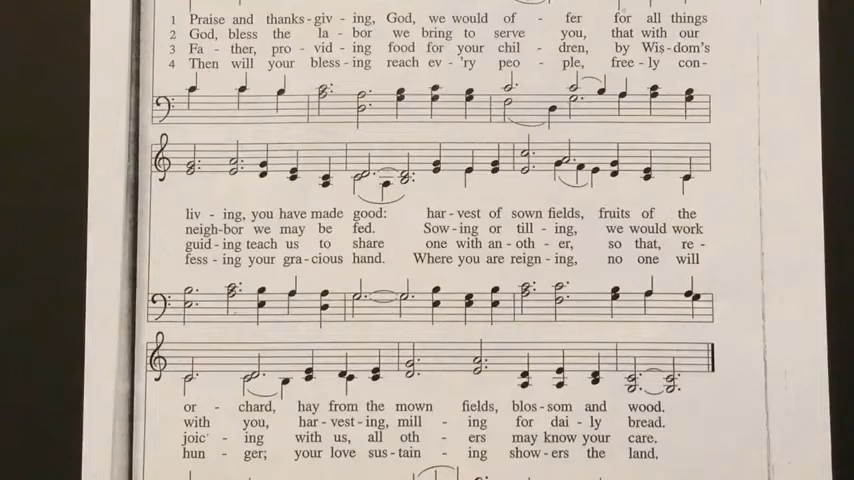 1 Praise and thanks - giv - ing, God, we would of - fer for all things
2 God, bless the la - bor we bring to serve you, that with our
3 Fa - ther, pro - vid - ing food for your chil - dren, by Wis-dom's
4 Then will your bless - ing reach ev - 'ry peo - ple, free - ly con-
liv - ing, you have made good: har - vest of sown fields, fruits of the
neigh-bor we may be fed. Sow-ing or till - ing, we would work
guid - ing teach us to share one with an - oth - er, so that, re -
fess - ing your gra-cious hand. Where you are reign - ing, no one will
or - chard, hay from the mown fields, blos-som and wood.
with you, har - vest - ing, mill - ing for dai - ly bread.
joic - ing with us, all oth - ers may know your care.
hun - ger; your love sus - tain - ing show-ers the land,